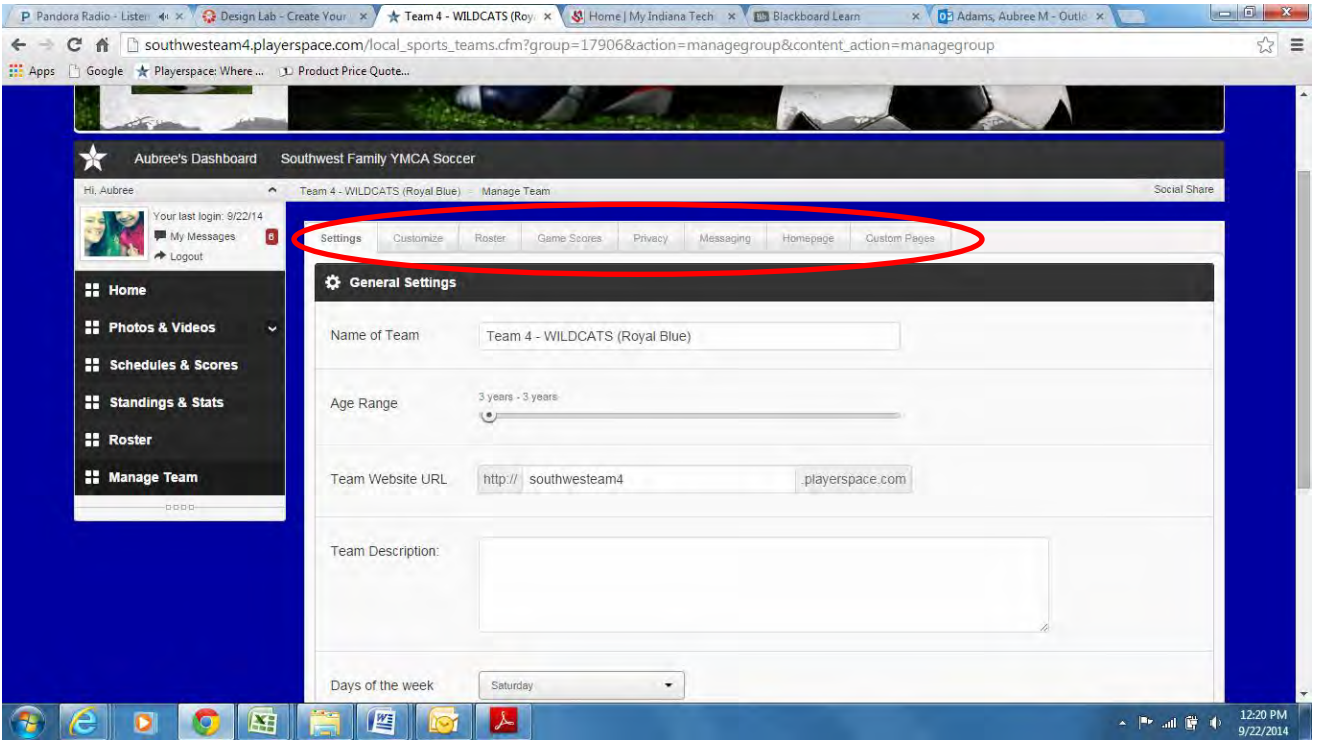 Pandora Radio - Listen
Design Lab - Create Your
Team 4 - WILDCATS (Roy
Home | My Indiana Tech
Blackboard Learn
Adams, Aubree M - Outlo
southwesteam4.playerspace.com/local_sports_teams.cfm?group=17906&action=managegroup&content_action=managegroup
Apps Google Playerspace: Where ... Product Price Quote...
Aubree's Dashboard Southwest Family YMCA Soccer
Hi, Aubree Team 4 - WILDCATS (Royal Blue) Manage Team Social Share
Your last login: 9/22/14
My Messages 6
Logout
Settings Customize Roster Game Scores Privacy Messaging Homepage Custom Pages
Home
Photos & Videos
Schedules & Scores
Standings & Stats
Roster
Manage Team
General Settings
Name of Team Team 4 - WILDCATS (Royal Blue)
Age Range 3 years - 3 years
Team Website URL http:// southwesteam4 .playerspace.com
Team Description:
Days of the week Saturday
12:20 PM
9/22/2014